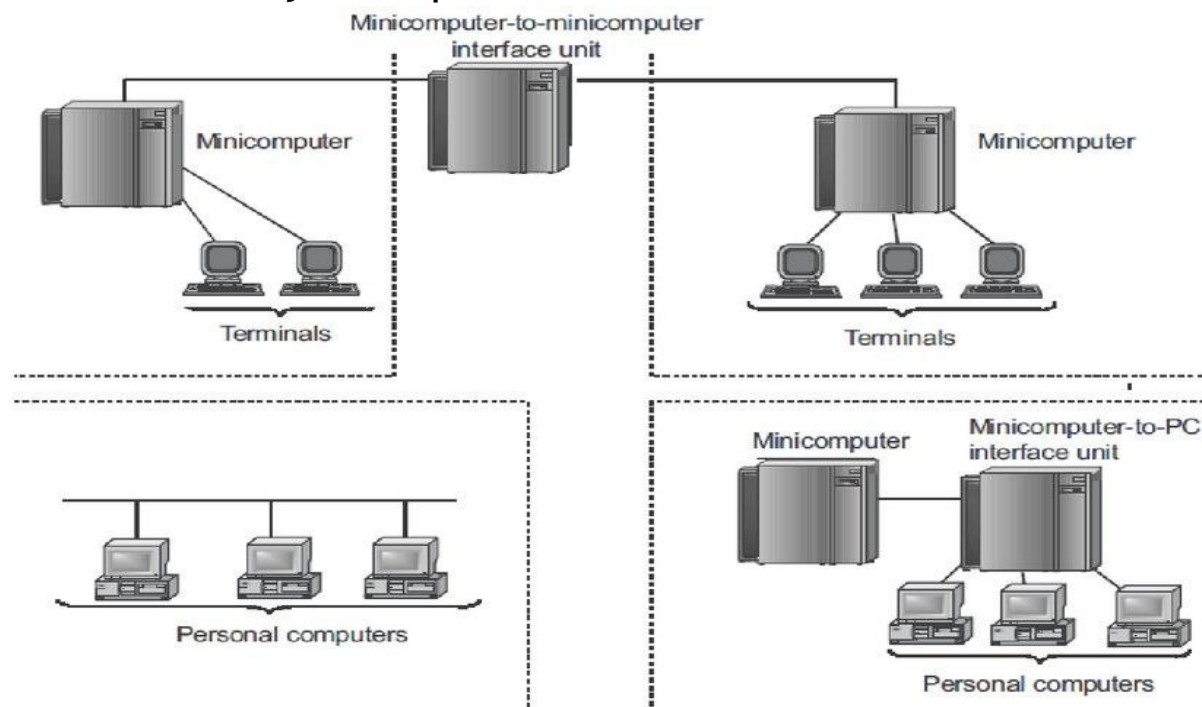 Minicomputer-to-minicomputer
interface unit
Minicomputer
Minicomputer
Terminals
Terminals
Minicomputer
Minicomputer-to-PC
interface unit
Personal computers
Personal computers